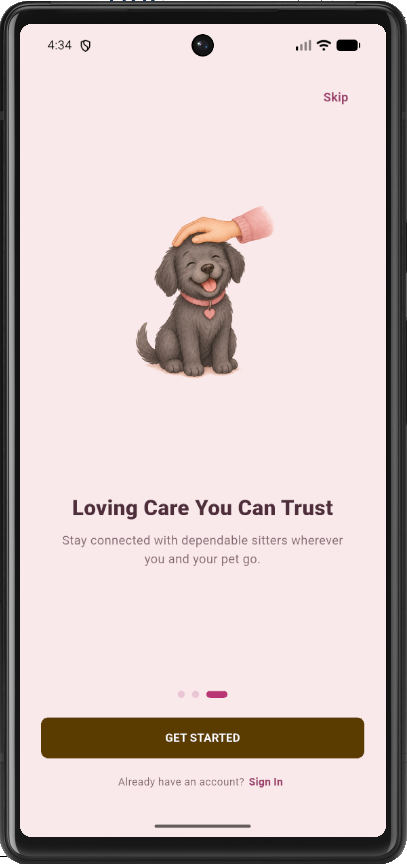 4:34
Skip
Loving Care You Can Trust
Stay connected with dependable sitters wherever
you and your pet go.
GET STARTED
Already have an account? Sign In